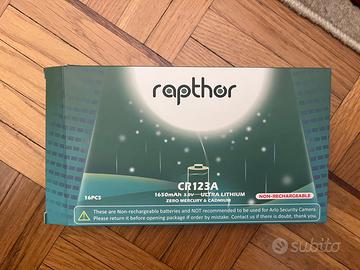 rapthor
CR123A
1650mAh 3.0V ULTRA LITHIUM
ZERO MERCURY & CADMIUM
16PCS
NON-RECHARGEABLE
These are Non-rechargeable batteries and NOT recommended to be used for Arlo Security Camera.
Please return it before opening package if order by mistake. Contact us if there is doubt, thank you.
subito